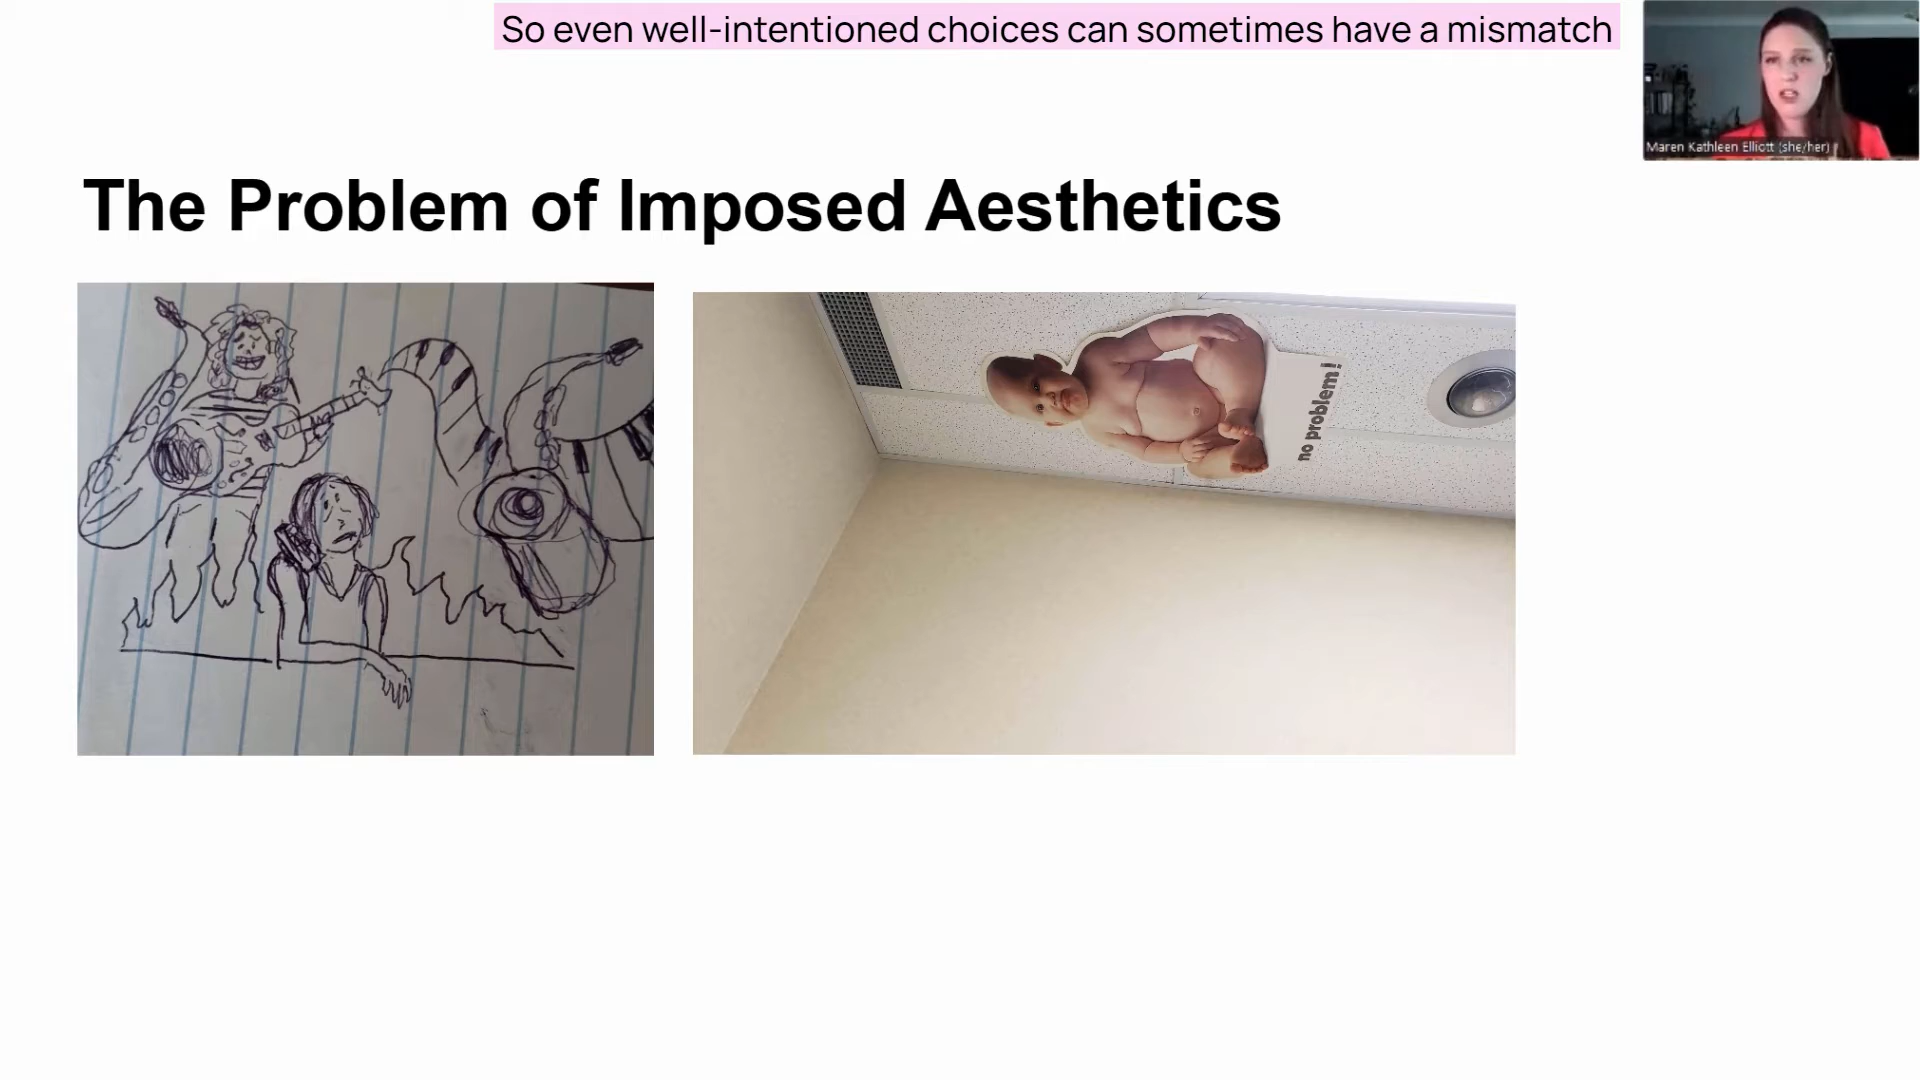 So even well-intentioned choices can sometimes have a mismatch
Maren Kathleen Elliott (she/her)
The Problem of Imposed Aesthetics
no problem!